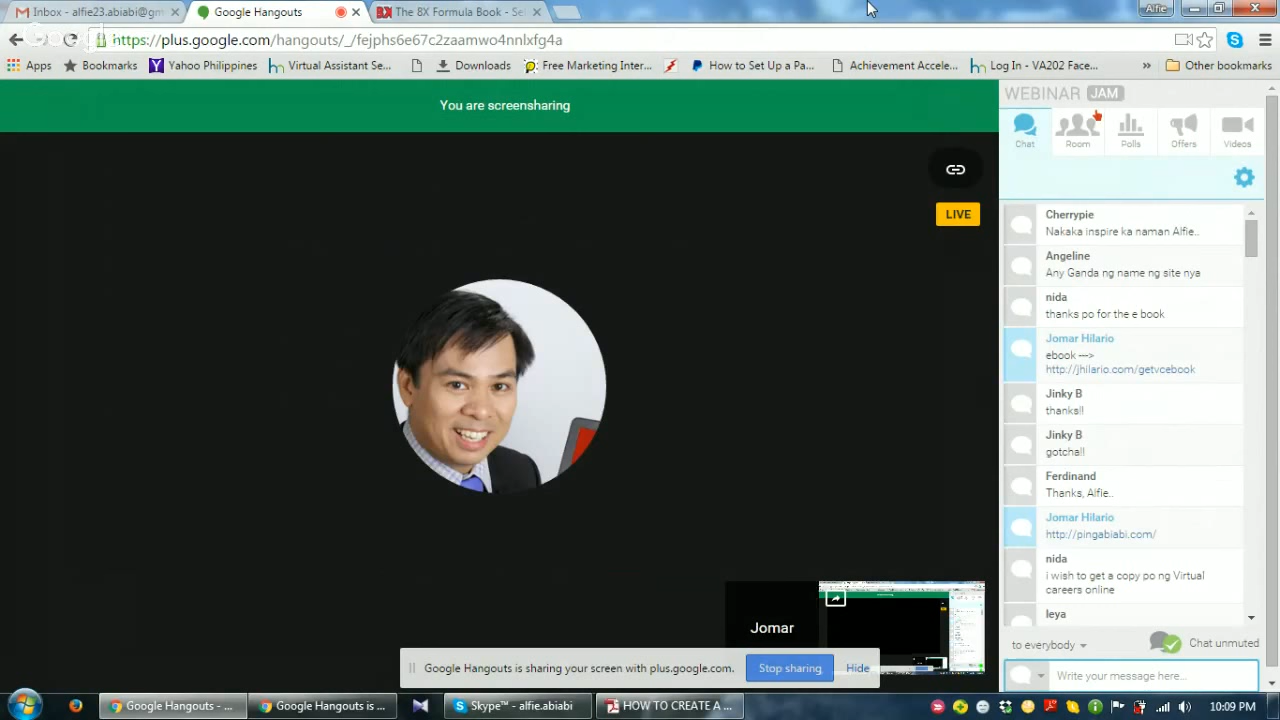 Inbox - alfie23.abiabi@gm
Google Hangouts
The 8X Formula Book - Sel
Alfie
https://plus.google.com/hangouts/_/fejphs6e67c2zaamwo4nnlxfg4a
Apps
Bookmarks
Yahoo Philippines
Virtual Assistant Se...
Downloads
Free Marketing Inter...
How to Set Up a Pa...
Achievement Accele...
Log In - VA202 Face...
»
Other bookmarks
You are screensharing
LIVE
WEBINAR JAM
Chat
Room
Polls
Offers
Videos
Cherrypie
Nakaka inspire ka naman Alfie..
Angeline
Any Ganda ng name ng site nya
nida
thanks po for the e book
Jomar Hilario
ebook --->
http://jhilario.com/getvcebook
Jinky B
thanks!!
Jinky B
gotcha!!
Ferdinand
Thanks, Alfie..
Jomar Hilario
http://pingabiabi.com/
nida
i wish to get a copy po ng Virtual
careers online
leya
Jomar
Google Hangouts is sharing your screen with plus.google.com.
Stop sharing
Hide
to everybody
Chat unmuted
Write your message here...
Google Hangouts - ...
Google Hangouts is ...
Skype™ - alfie.abiabi
HOW TO CREATE A ...
10:09 PM